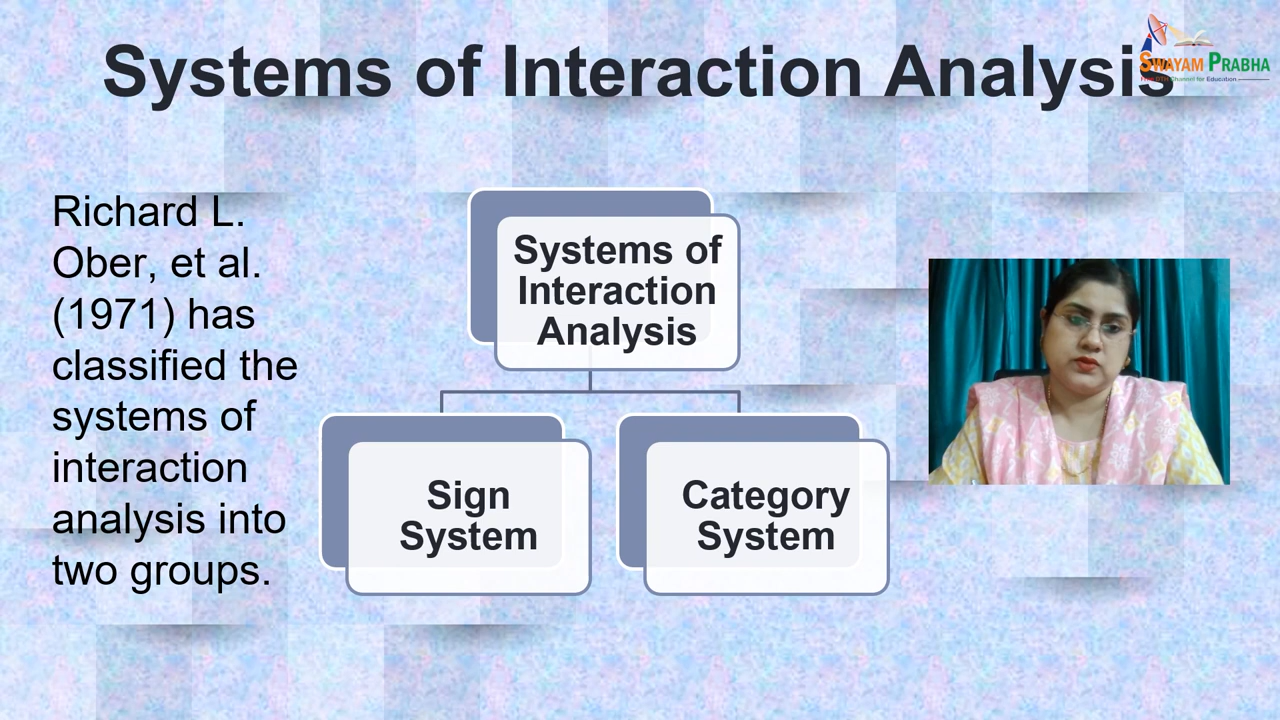 Systems of Interaction Analysis
SWAYAM PRABHA
Richard L.
Ober, et al.
(1971) has
classified the
systems of
interaction
analysis into
two groups.
Systems of
Interaction
Analysis
Sign
System
Category
System